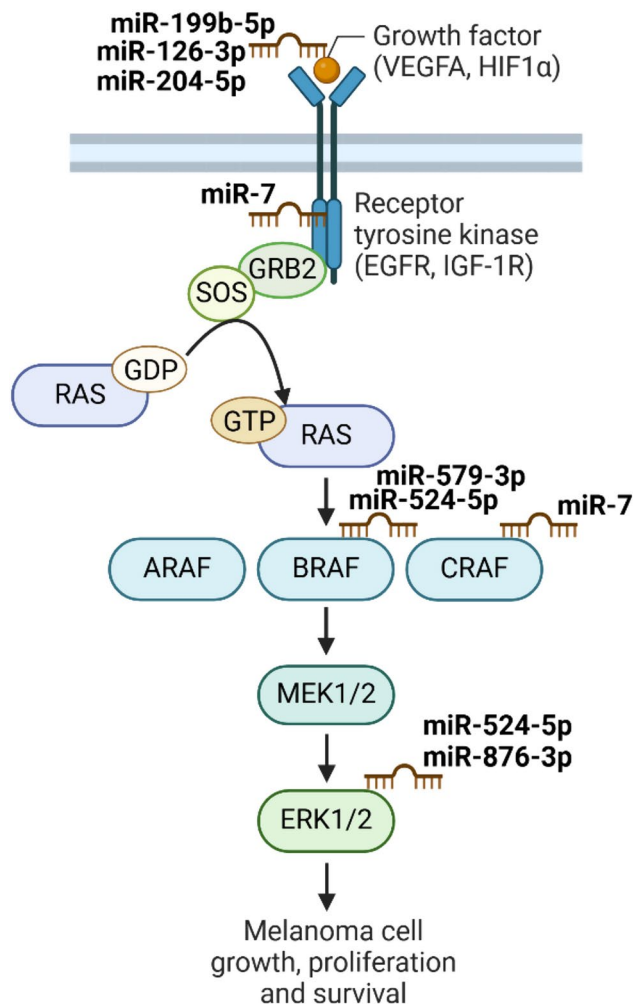 miR-199b-5p
miR-126-3p
miR-204-5p
Growth factor
(VEGFA, HIF1α)
miR-7
Receptor
tyrosine kinase
(EGFR, IGF-1R)
GRB2
SOS
GDP
RAS
GTP
RAS
miR-579-3p
miR-524-5p
miR-7
ARAF
BRAF
CRAF
MEK1/2
miR-524-5p
miR-876-3p
ERK1/2
Melanoma cell
growth, proliferation
and survival